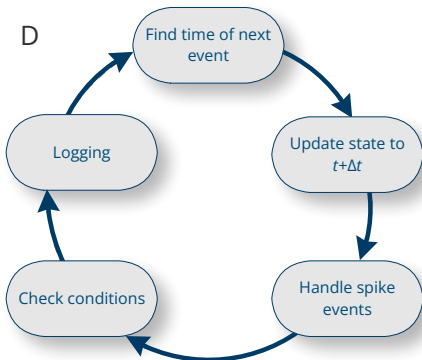 D
Find time of next
event
Update state to
t+Δt
Handle spike
events
Check conditions
Logging